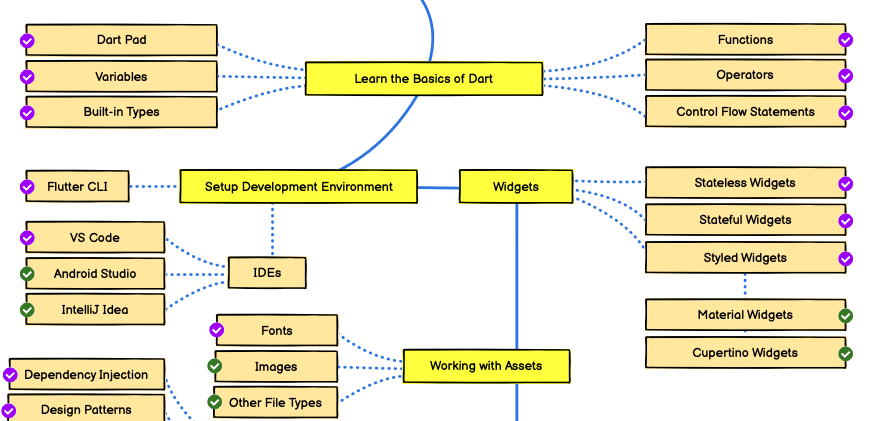 Dart Pad
Variables
Built-in Types
Learn the Basics of Dart
Functions
Operators
Control Flow Statements
Flutter CLI
Setup Development Environment
Widgets
Stateless Widgets
Stateful Widgets
Styled Widgets
VS Code
Android Studio
IntelliJ Idea
IDEs
Material Widgets
Cupertino Widgets
Fonts
Images
Other File Types
Working with Assets
Dependency Injection
Design Patterns